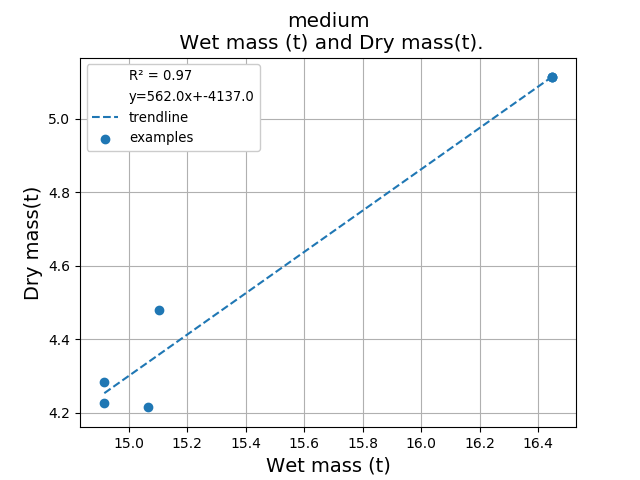 medium
Wet mass (t) and Dry mass(t).
R² = 0.97
y=562.0x+-4137.0
trendline
examples
5.0
4.8
4.6
4.4
4.2
Dry mass(t)
15.0 15.2 15.4 15.6 15.8 16.0 16.2 16.4
Wet mass (t)